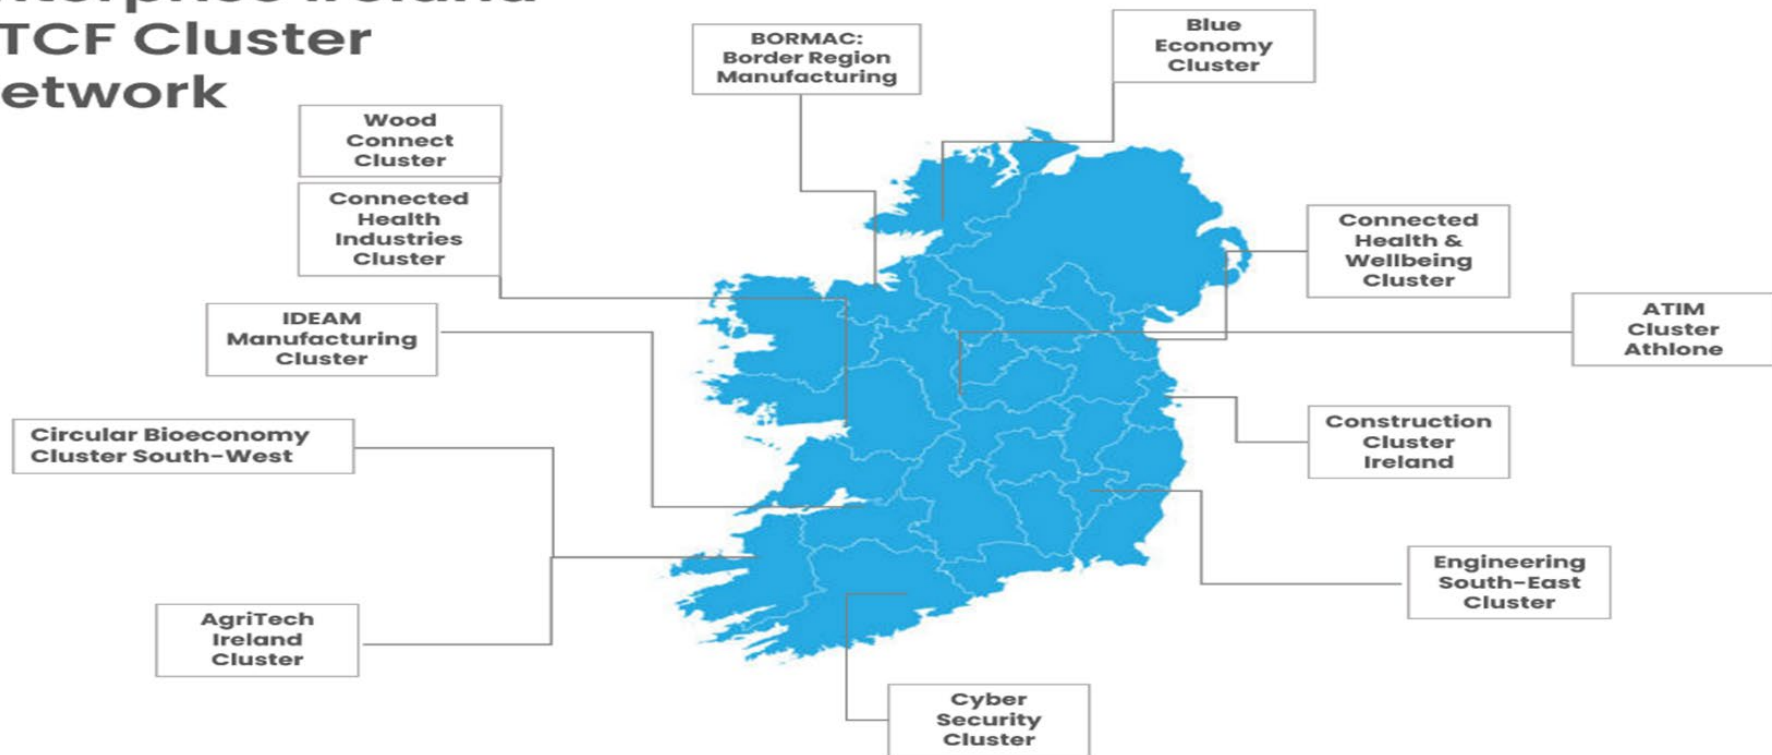 TCF Cluster
etwork
BORMAC:
Border Region
Manufacturing
Blue
Economy
Cluster
Wood
Connect
Cluster
Connected
Health
Industries
Cluster
Connected
Health &
Wellbeing
Cluster
IDEAM
Manufacturing
Cluster
ATIM
Cluster
Athlone
Circular Bioeconomy
Cluster South-West
Construction
Cluster
Ireland
Engineering
South-East
Cluster
AgriTech
Ireland
Cluster
Cyber
Security
Cluster